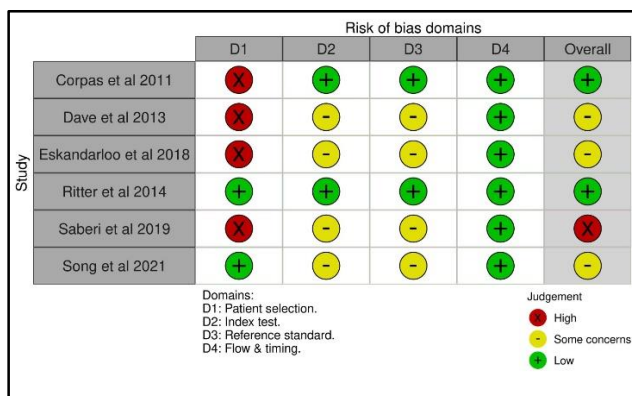 Risk of bias domains
D1 D2 D3 D4 Overall
Study
Corpas et al 2011 X + + + +
Dave et al 2013 X - - + -
Eskandarloo et al 2018 X - - + -
Ritter et al 2014 + + + + +
Saberi et al 2019 X - - + X
Song et al 2021 + - - + -
Domains:
D1: Patient selection.
D2: Index test.
D3: Reference standard.
D4: Flow & timing.
Judgement
X High
- Some concerns
+ Low